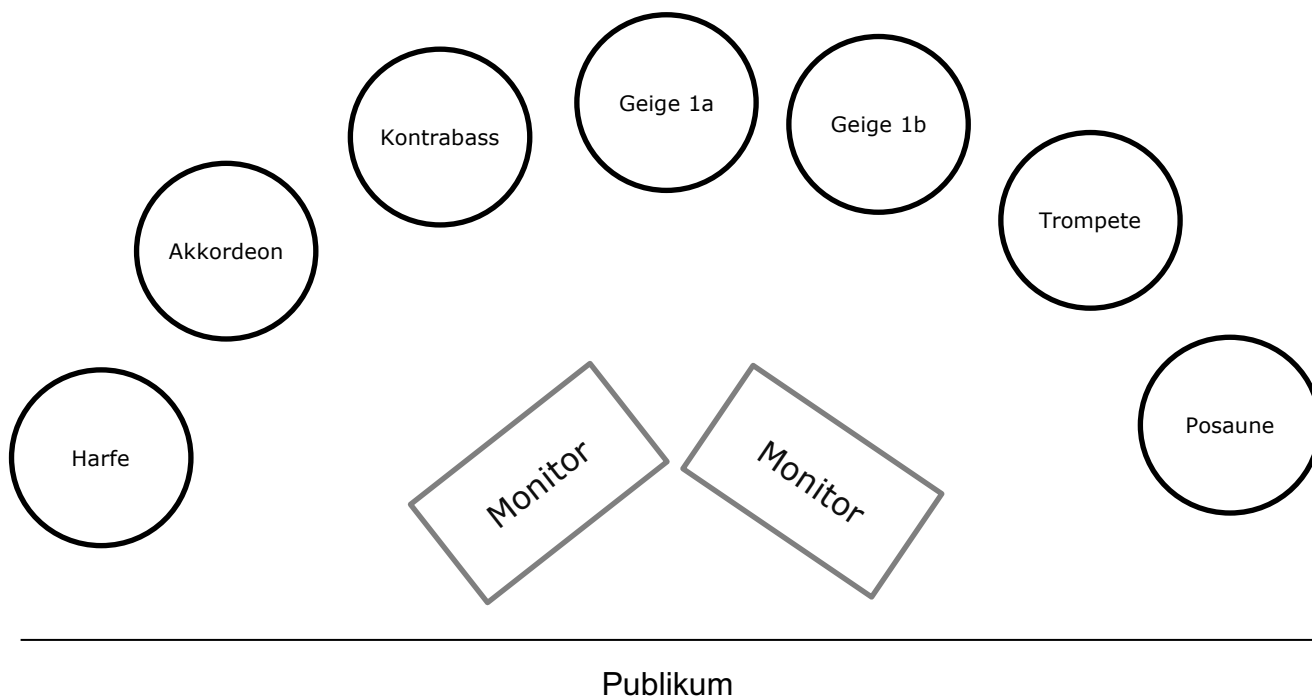 Geige 1a
Geige 1b
Kontrabass
Trompete
Akkordeon
Posaune
Harfe
Monitor
Monitor
Publikum